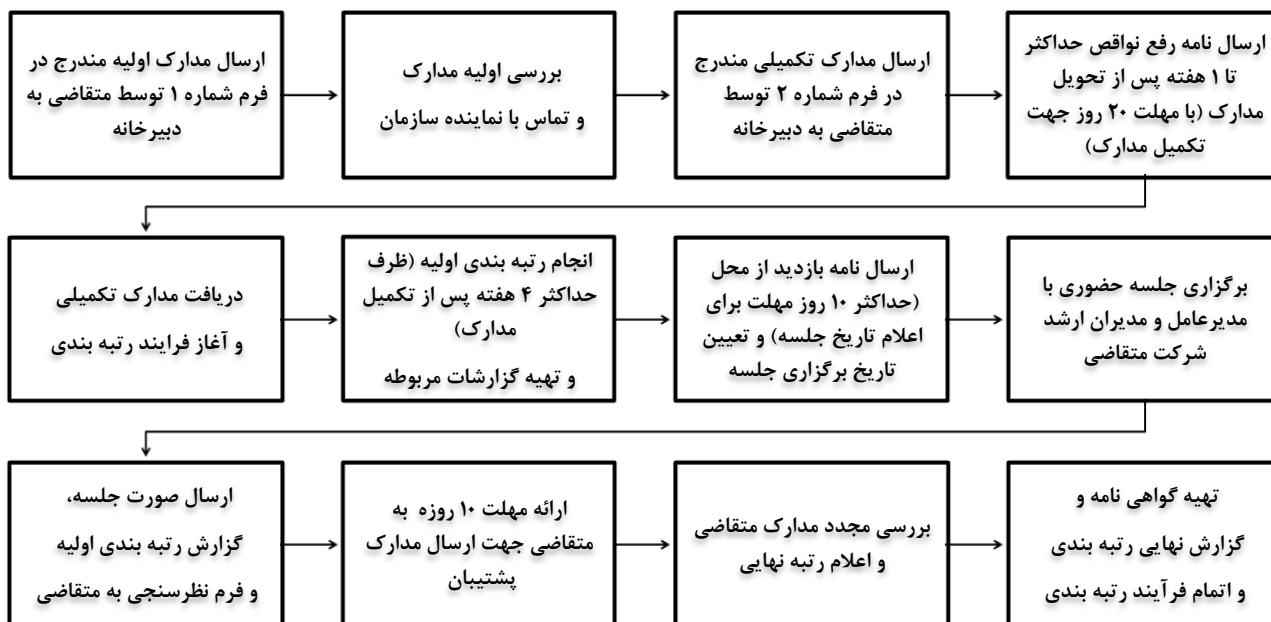 ارسال مدارک اولیه مندرج در
فرم شماره ۱ توسط متقاضی به
دبیرخانه
بررسی اولیه مدارک
و تماس با نماینده سازمان
ارسال مدارک تکمیلی مندرج
در فرم شماره ۲ توسط
متقاضی به دبیرخانه
ارسال نامه رفع نواقص حداکثر
تا ۱ هفته پس از تحویل
مدارک (با مهلت ۲۰ روز جهت
تکمیل مدارک)
دریافت مدارک تکمیلی
و آغاز فرایند رتبه بندی
انجام رتبه بندی اولیه (ظرف
حداکثر ۴ هفته پس از تکمیل
مدارک)
و تهیه گزارشات مربوطه
ارسال نامه بازدید از محل
(حداکثر ۱۰ روز مهلت برای
اعلام تاریخ جلسه) و تعیین
تاریخ برگزاری جلسه
برگزاری جلسه حضوری با
مدیرعامل و مدیران ارشد
شرکت متقاضی
ارسال صورت جلسه،
گزارش رتبه بندی اولیه
و فرم نظرسنجی به متقاضی
ارائه مهلت ۱۰ روزه به
متقاضی جهت ارسال مدارک
پشتیبان
بررسی مجدد مدارک متقاضی
و اعلام رتبه نهایی
تهیه گواهی نامه و
گزارش نهایی رتبه بندی
و اتمام فرآیند رتبه بندی